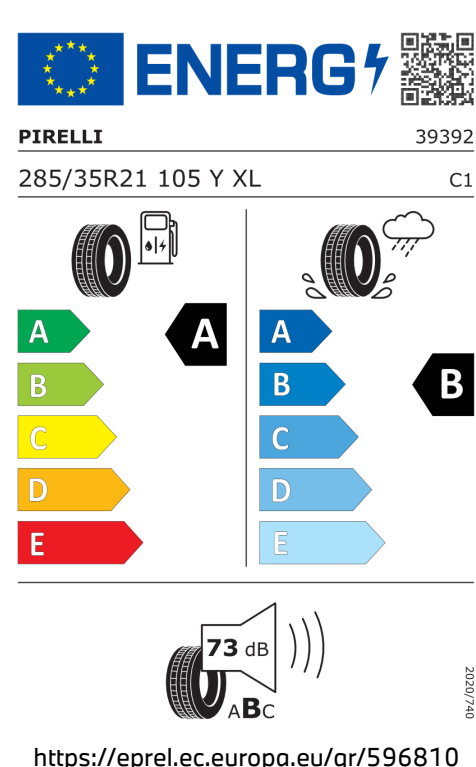 ENERG
PIRELLI 39392
285/35R21 105 Y XL C1
A A A
B B B
C C
D D
E E
73 dB
ABC
2020/740
https://eprel.ec.europa.eu/qr/596810